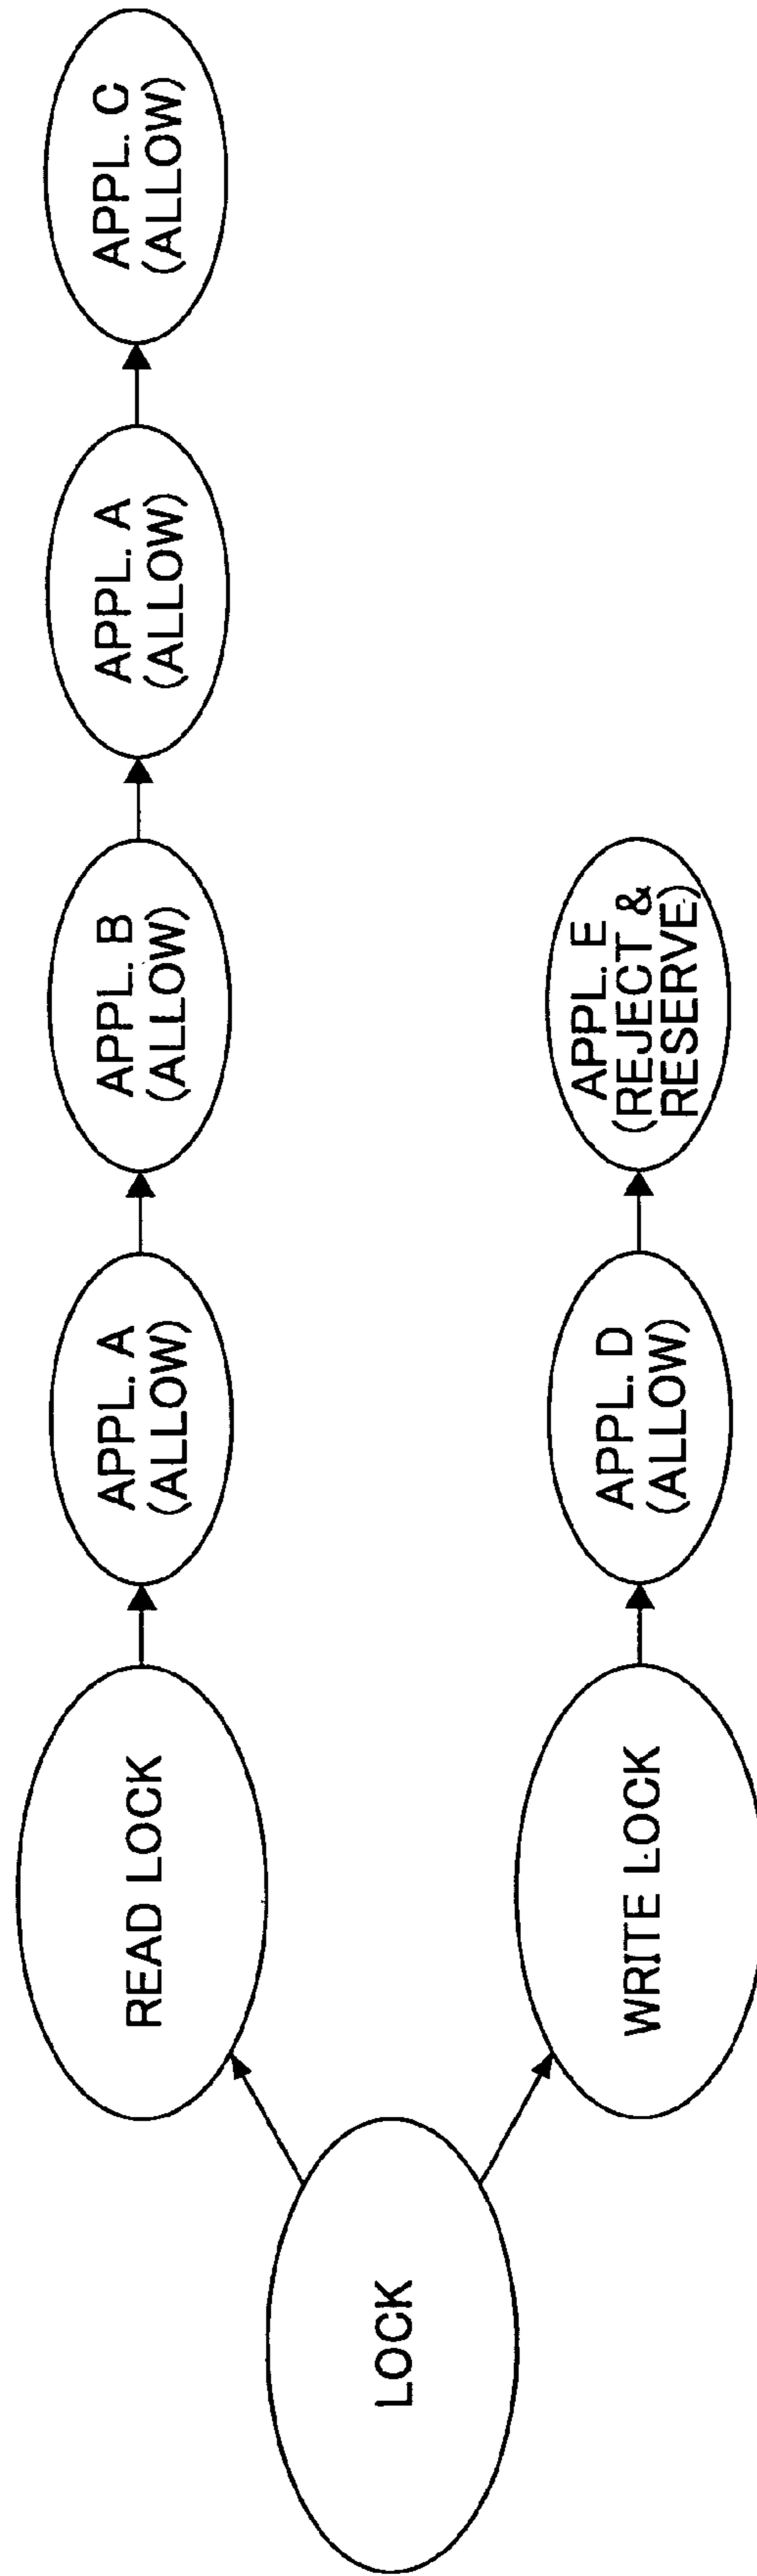 LOCK
READ LOCK
APPL. A
(ALLOW)
APPL. B
(ALLOW)
APPL. A
(ALLOW)
APPL. C
(ALLOW)
WRITE LOCK
APPL. D
(ALLOW)
APPL. E
(REJECT &
RESERVE)